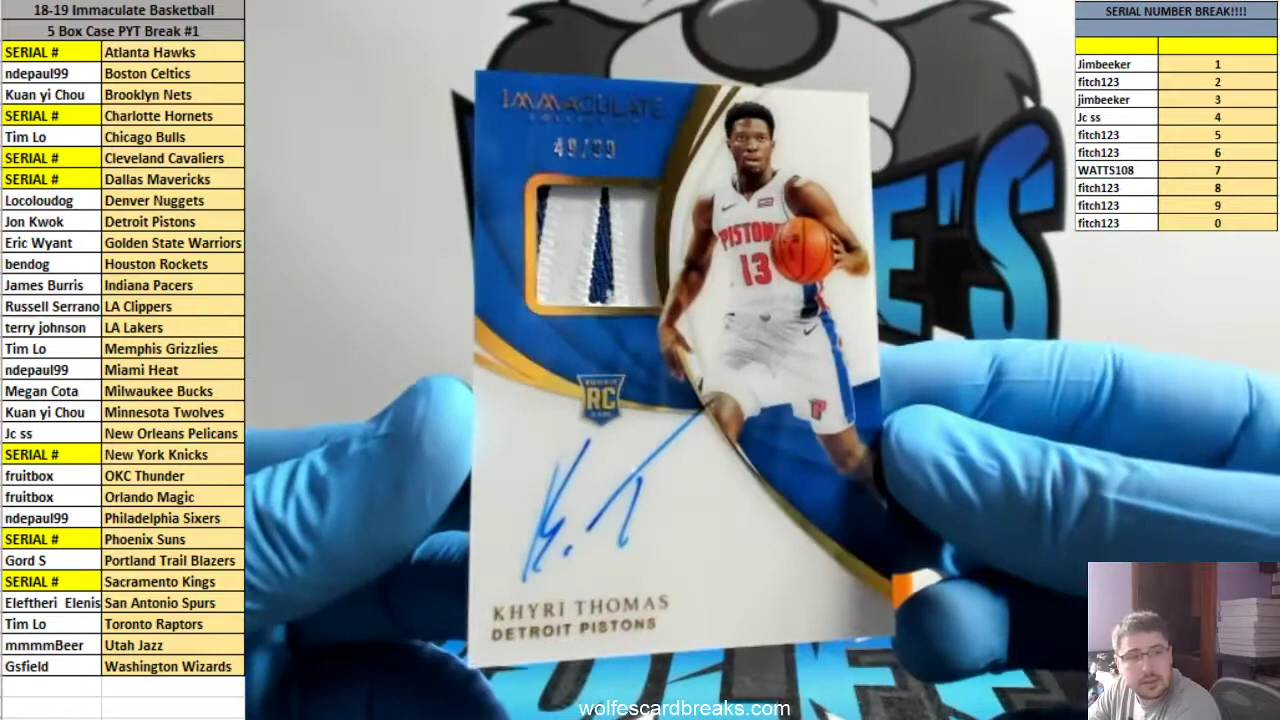 18-19 Immaculate Basketball
5 Box Case PYT Break #1
SERIAL # Atlanta Hawks
ndepaul99 Boston Celtics
Kuan yi Chou Brooklyn Nets
SERIAL # Charlotte Hornets
Tim Lo Chicago Bulls
SERIAL # Cleveland Cavaliers
SERIAL # Dallas Mavericks
Locoloudog Denver Nuggets
Jon Kwok Detroit Pistons
Eric Wyant Golden State Warriors
bendog Houston Rockets
James Burris Indiana Pacers
Russell Serrano LA Clippers
terry johnson LA Lakers
Tim Lo Memphis Grizzlies
ndepaul99 Miami Heat
Megan Cota Milwaukee Bucks
Kuan yi Chou Minnesota Twolves
Jc ss New Orleans Pelicans
SERIAL # New York Knicks
fruitbox OKC Thunder
fruitbox Orlando Magic
ndepaul99 Philadelphia Sixers
SERIAL # Phoenix Suns
Gord S Portland Trail Blazers
SERIAL # Sacramento Kings
Eleftheri Elenis San Antonio Spurs
Tim Lo Toronto Raptors
mmmmBeer Utah Jazz
Gsfield Washington Wizards
IMMACULATE
COLLECTION
49/99
PISTONS
13
ROOKIE
RC
K. T
KHYRI THOMAS
DETROIT PISTONS
E'S
wolfescardbreaks.com
SERIAL NUMBER BREAK!!!!
Jimbeeker 1
fitch123 2
jimbeeker 3
Jc ss 4
fitch123 5
fitch123 6
WATTS108 7
fitch123 8
fitch123 9
fitch123 0